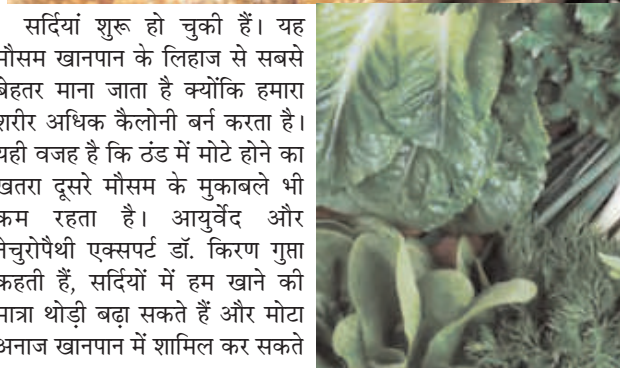 सर्दियां शुरू हो चुकी हैं। यह
मौसम खानपान के लिहाज से सबसे
बेहतर माना जाता है क्योंकि हमारा
शरीर अधिक कैलोनी बर्न करता है।
यही वजह है कि ठंड में मोटे होने का
खतरा दूसरे मौसम के मुकाबले भी
कम रहता है। आयुर्वेद और
नेचुरोपैथी एक्सपर्ट डॉ. किरण गुप्ता
कहती हैं, सर्दियों में हम खाने की
मात्रा थोड़ी बढ़ा सकते हैं और मोटा
अनाज खानपान में शामिल कर सकते